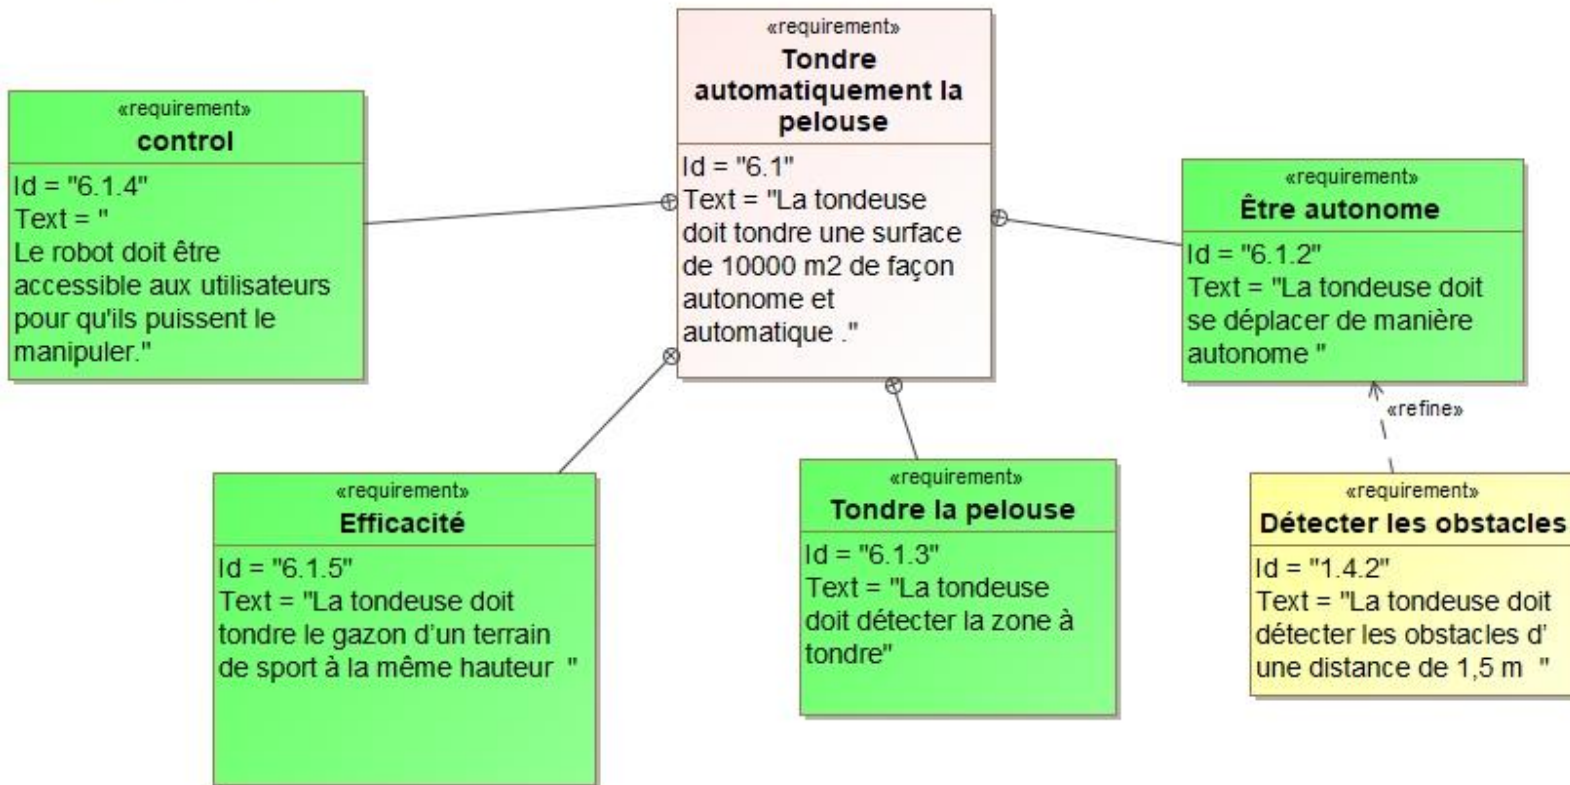 «requirement»
Tondre
automatiquement la
pelouse
Id = "6.1"
Text = "La tondeuse
doit tondre une surface
de 10000 m2 de façon
autonome et
automatique ."
«requirement»
control
Id = "6.1.4"
Text = "
Le robot doit être
accessible aux utilisateurs
pour qu'ils puissent le
manipuler."
«requirement»
Être autonome
Id = "6.1.2"
Text = "La tondeuse doit
se déplacer de manière
autonome "
«refine»
«requirement»
Efficacité
Id = "6.1.5"
Text = "La tondeuse doit
tondre le gazon d’un terrain
de sport à la même hauteur  "
«requirement»
Tondre la pelouse
Id = "6.1.3"
Text = "La tondeuse
doit détecter la zone à
tondre"
«requirement»
Détecter les obstacles
Id = "1.4.2"
Text = "La tondeuse doit
détecter les obstacles d’
une distance de 1,5 m  "